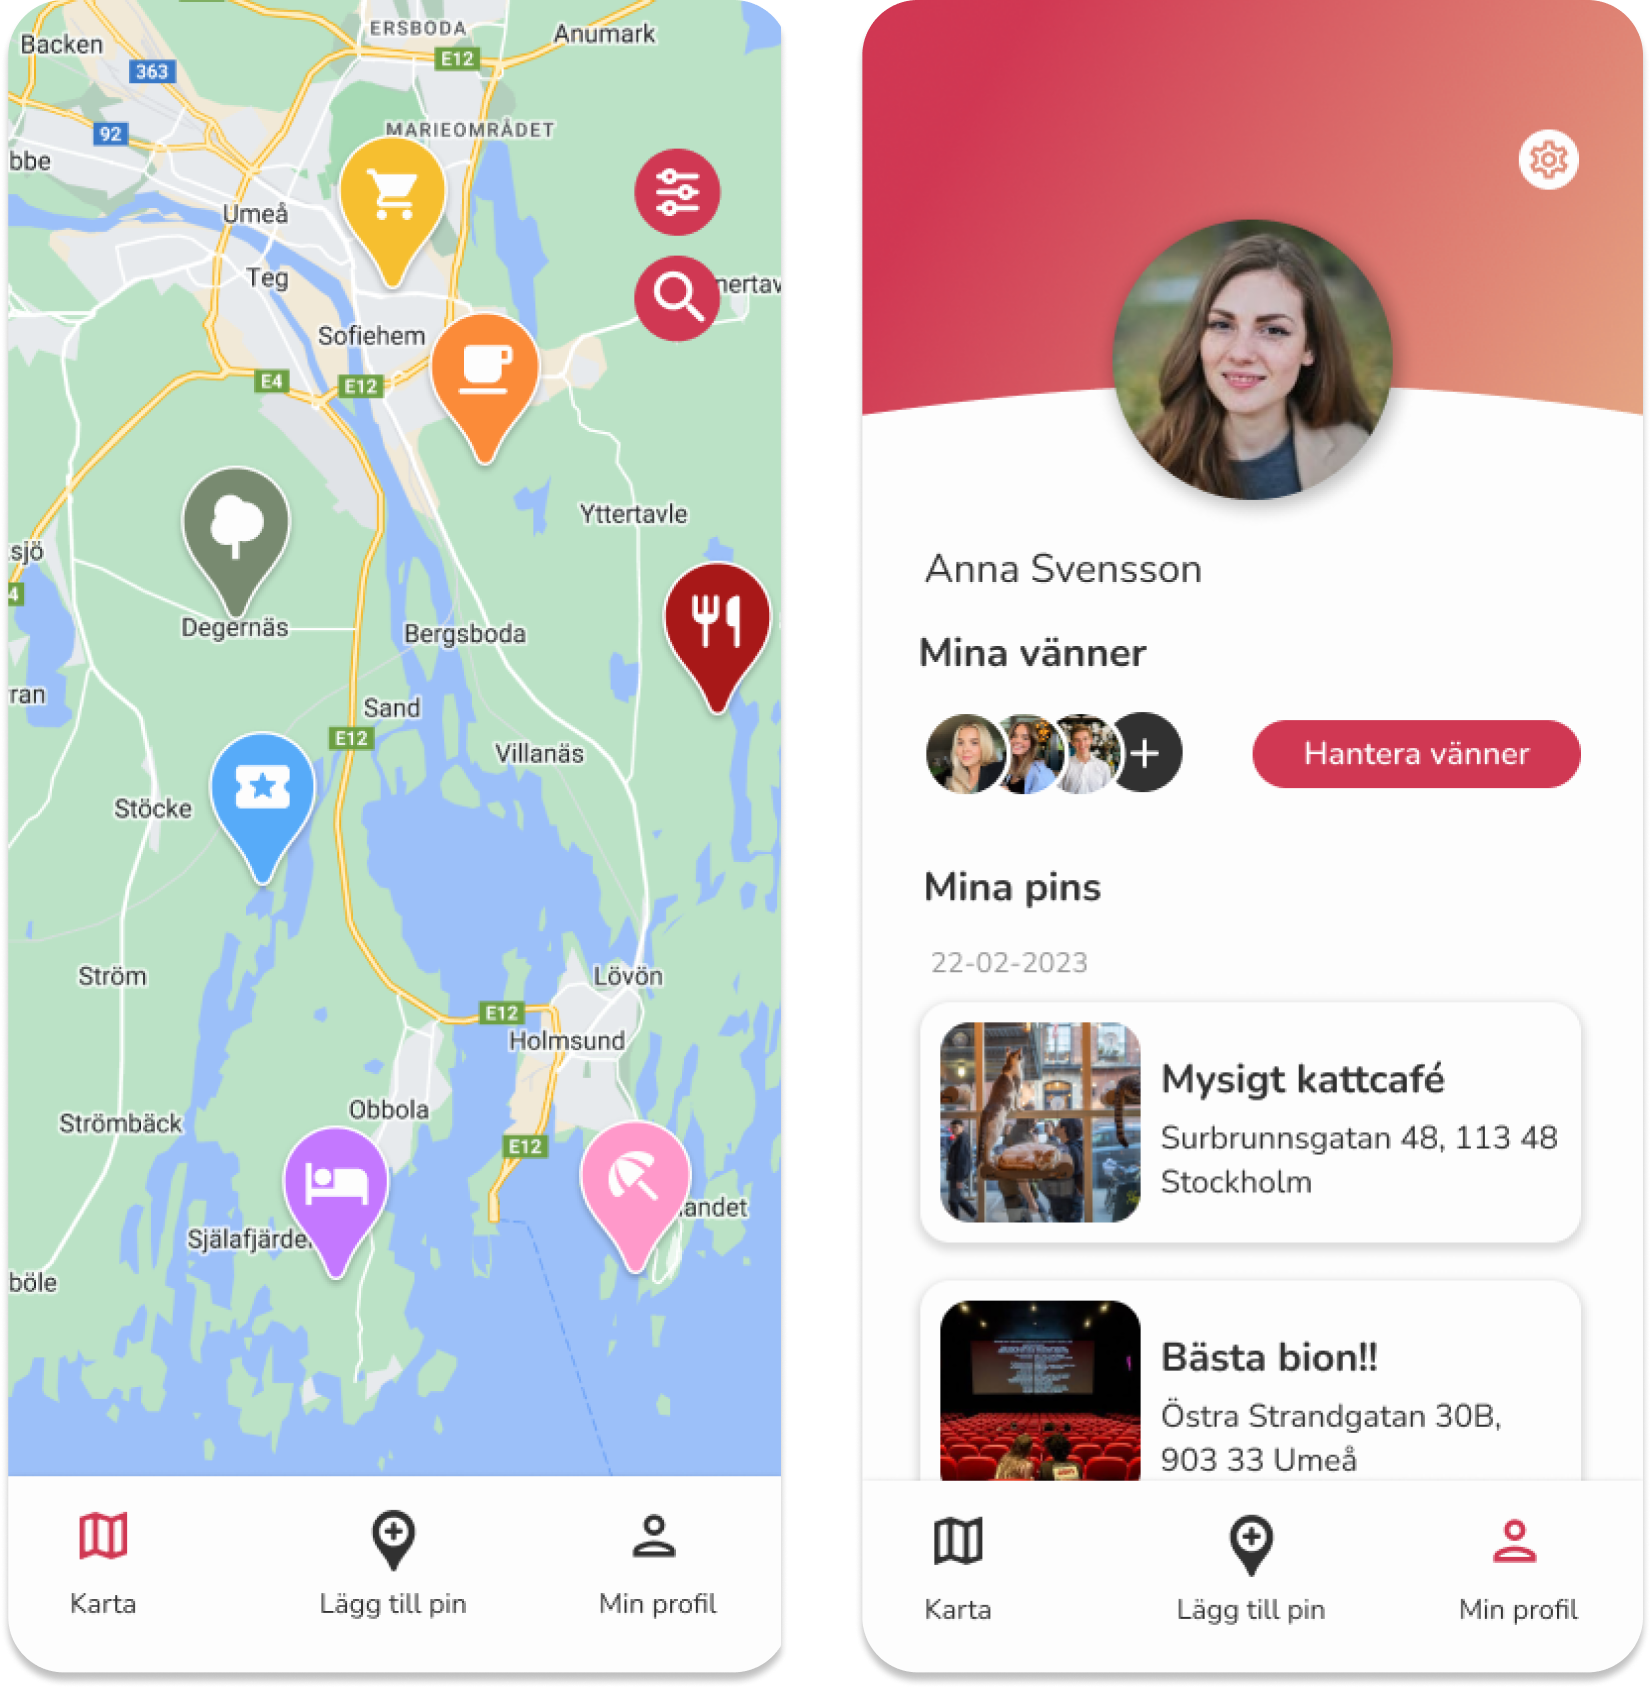 ERSBODA
Backen
Anumark
E12
363
MARIEOMRÅDET
92
bbe
Umeå
Teg
nertav
Sofiehem
E4
E12
Yttertavle
sjö
4
Degernäs
Bergsboda
ran
Sand
E12
Villanäs
Stöcke
Ström
Lövön
E12
Holmsund
Obbola
Strömbäck
E12
andet
Själafjärde
böle
Karta
Lägg till pin
Min profil
Anna Svensson
Mina vänner
Hantera vänner
Mina pins
22-02-2023
Mysigt kattcafé
Surbrunnsgatan 48, 113 48
Stockholm
Bästa bion!!
Östra Strandgatan 30B,
903 33 Umeå
Karta
Lägg till pin
Min profil